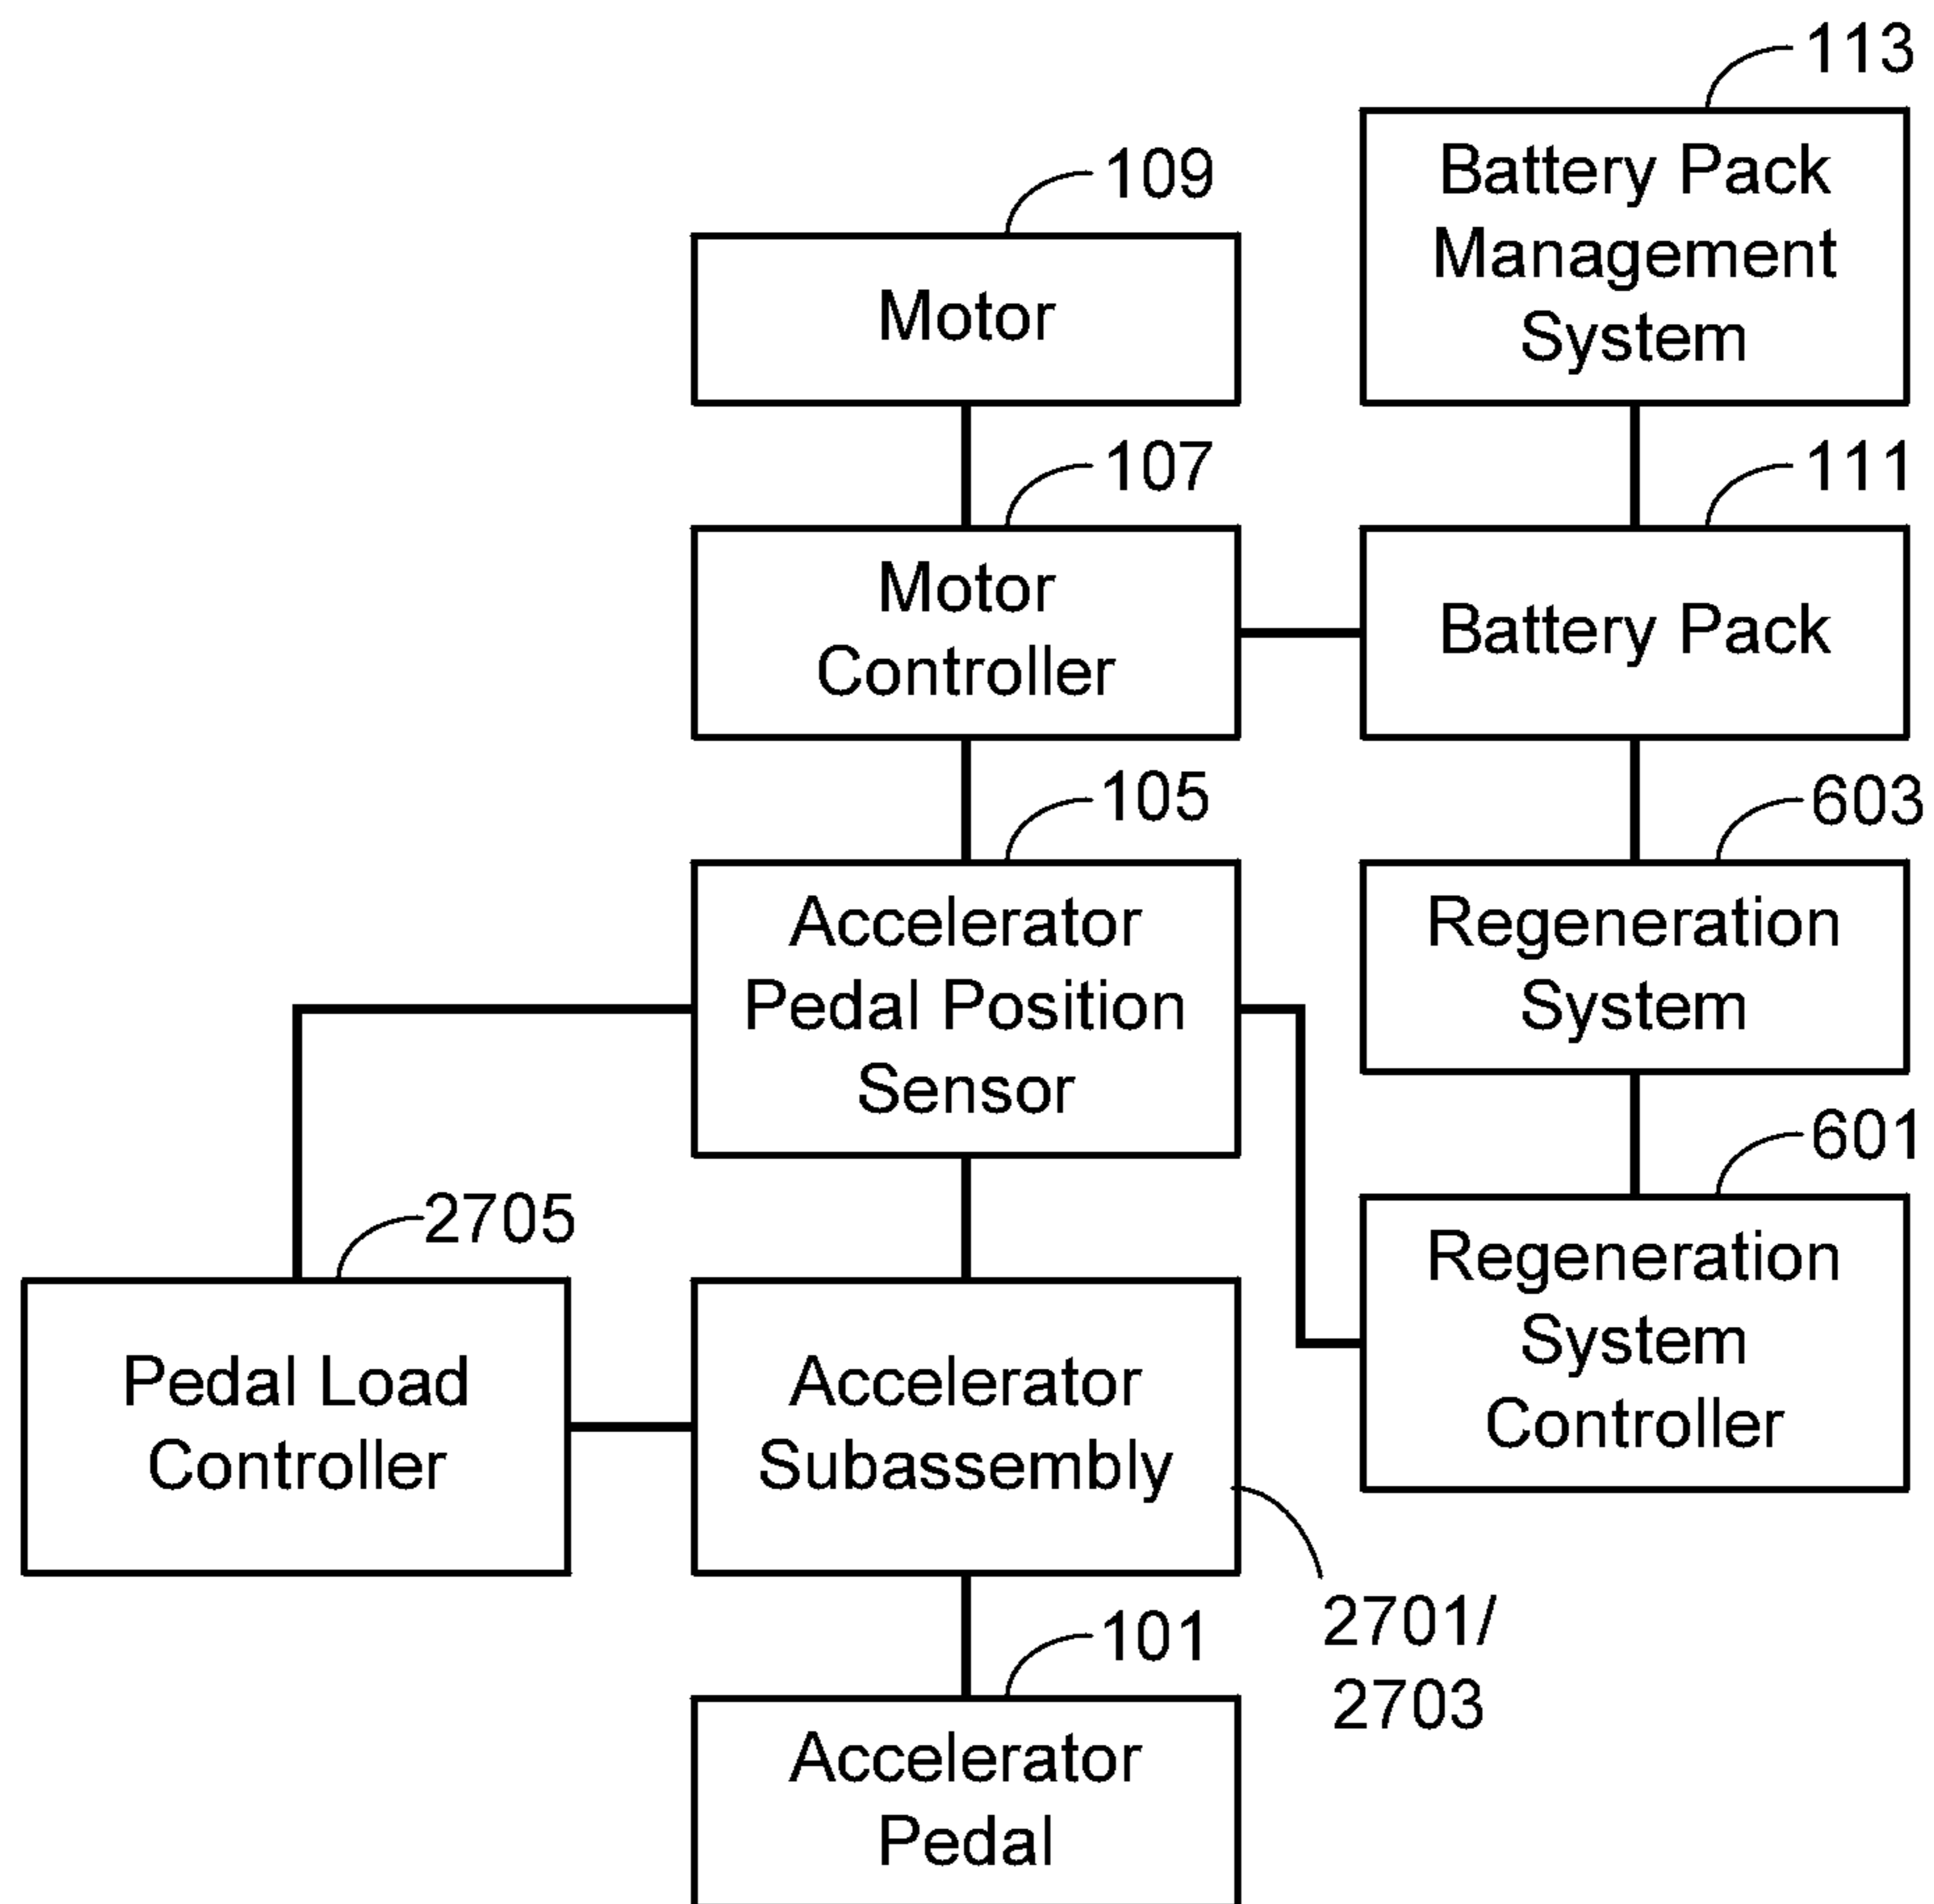 113
Battery Pack
Management
System
109
Motor
107
Motor
Controller
111
Battery Pack
105
Accelerator
Pedal Position
Sensor
603
Regeneration
System
601
Regeneration
System
Controller
2705
Pedal Load
Controller
Accelerator
Subassembly
2701/
2703
101
Accelerator
Pedal